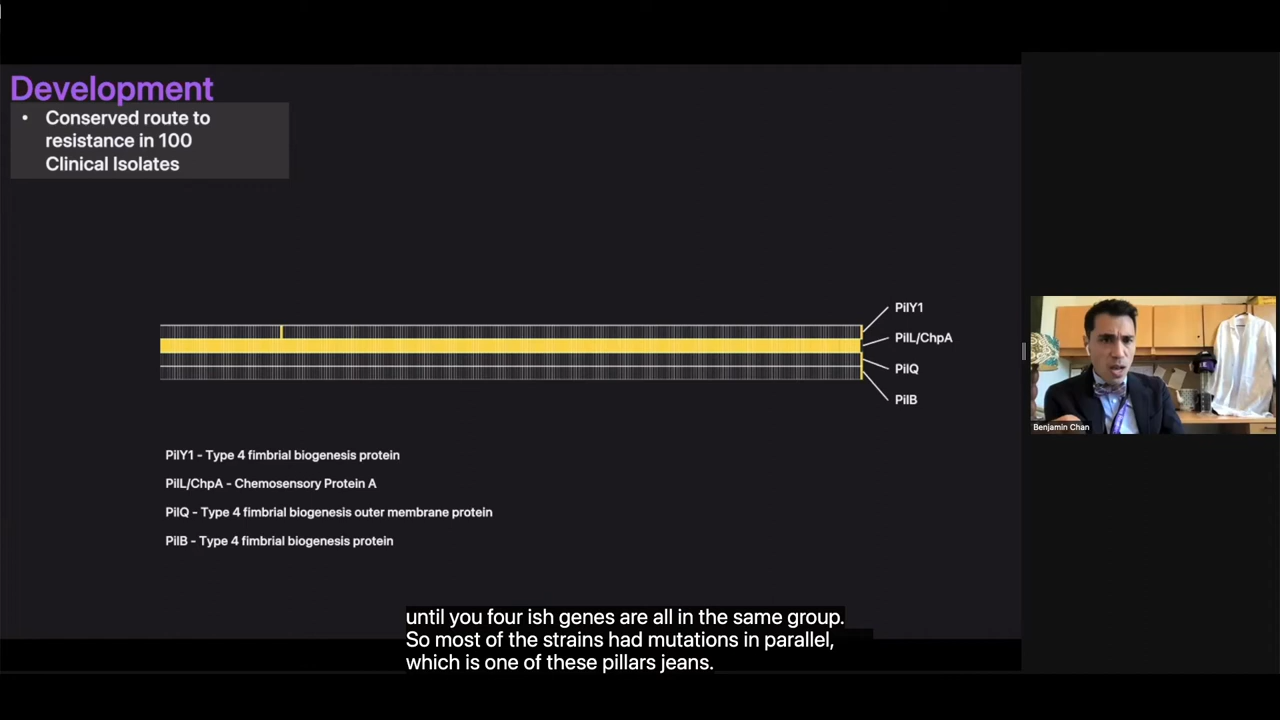 Development
• Conserved route to
resistance in 100
Clinical Isolates
PilY1
PilL/ChpA
PilQ
PilB
PilY1 - Type 4 fimbrial biogenesis protein
PilL/ChpA - Chemosensory Protein A
PilQ - Type 4 fimbrial biogenesis outer membrane protein
PilB - Type 4 fimbrial biogenesis protein
Benjamin Chan
until you four ish genes are all in the same group.
So most of the strains had mutations in parallel,
which is one of these pillars jeans.